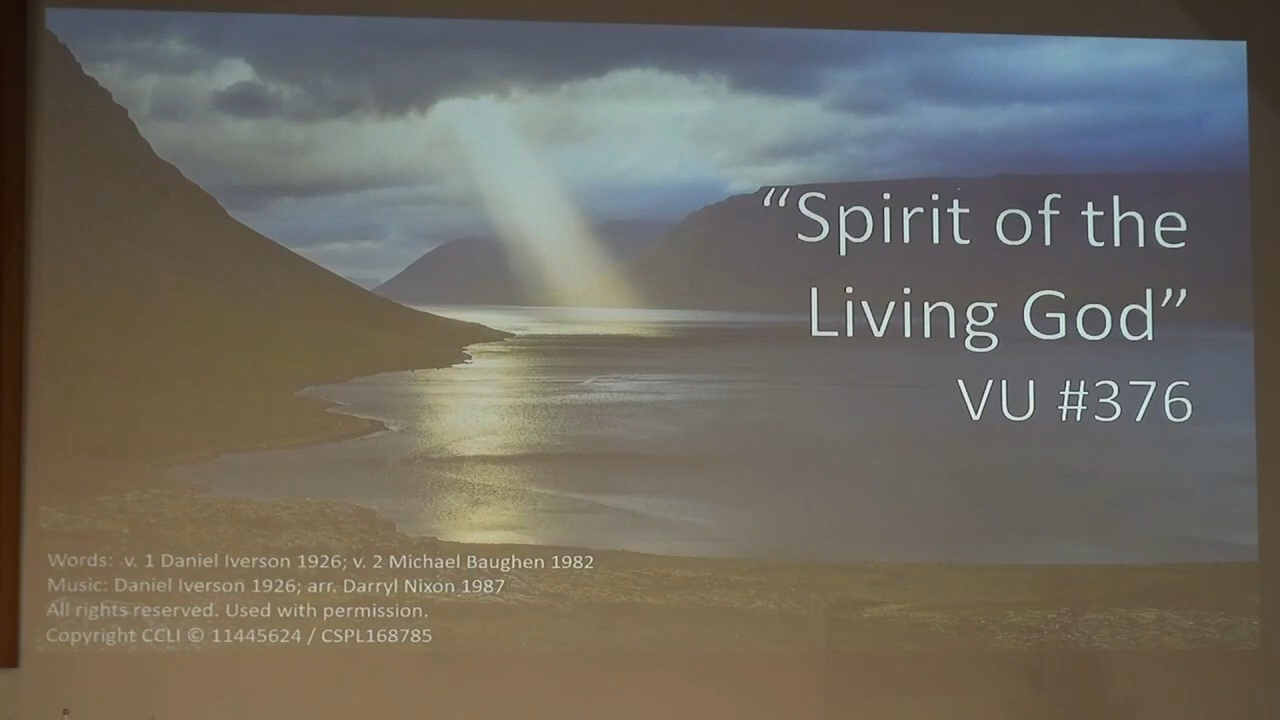 “Spirit of the
Living God”
VU #376
Words: v. 1 Daniel Iverson 1926; v. 2 Michael Baughen 1982
Music: Daniel Iverson 1926; arr. Darryl Nixon 1987
All rights reserved. Used with permission.
Copyright CCLI © 11445624 / CSPL168785